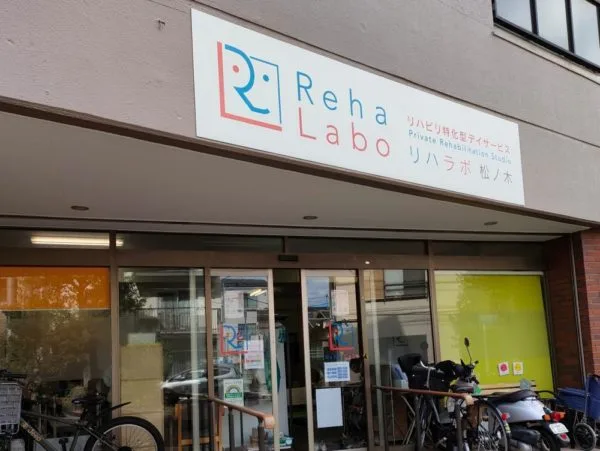 Reha
Labo
リハビリ特化型デイサービス
Private Rehabilitation Studio
リハラボ 松ノ木